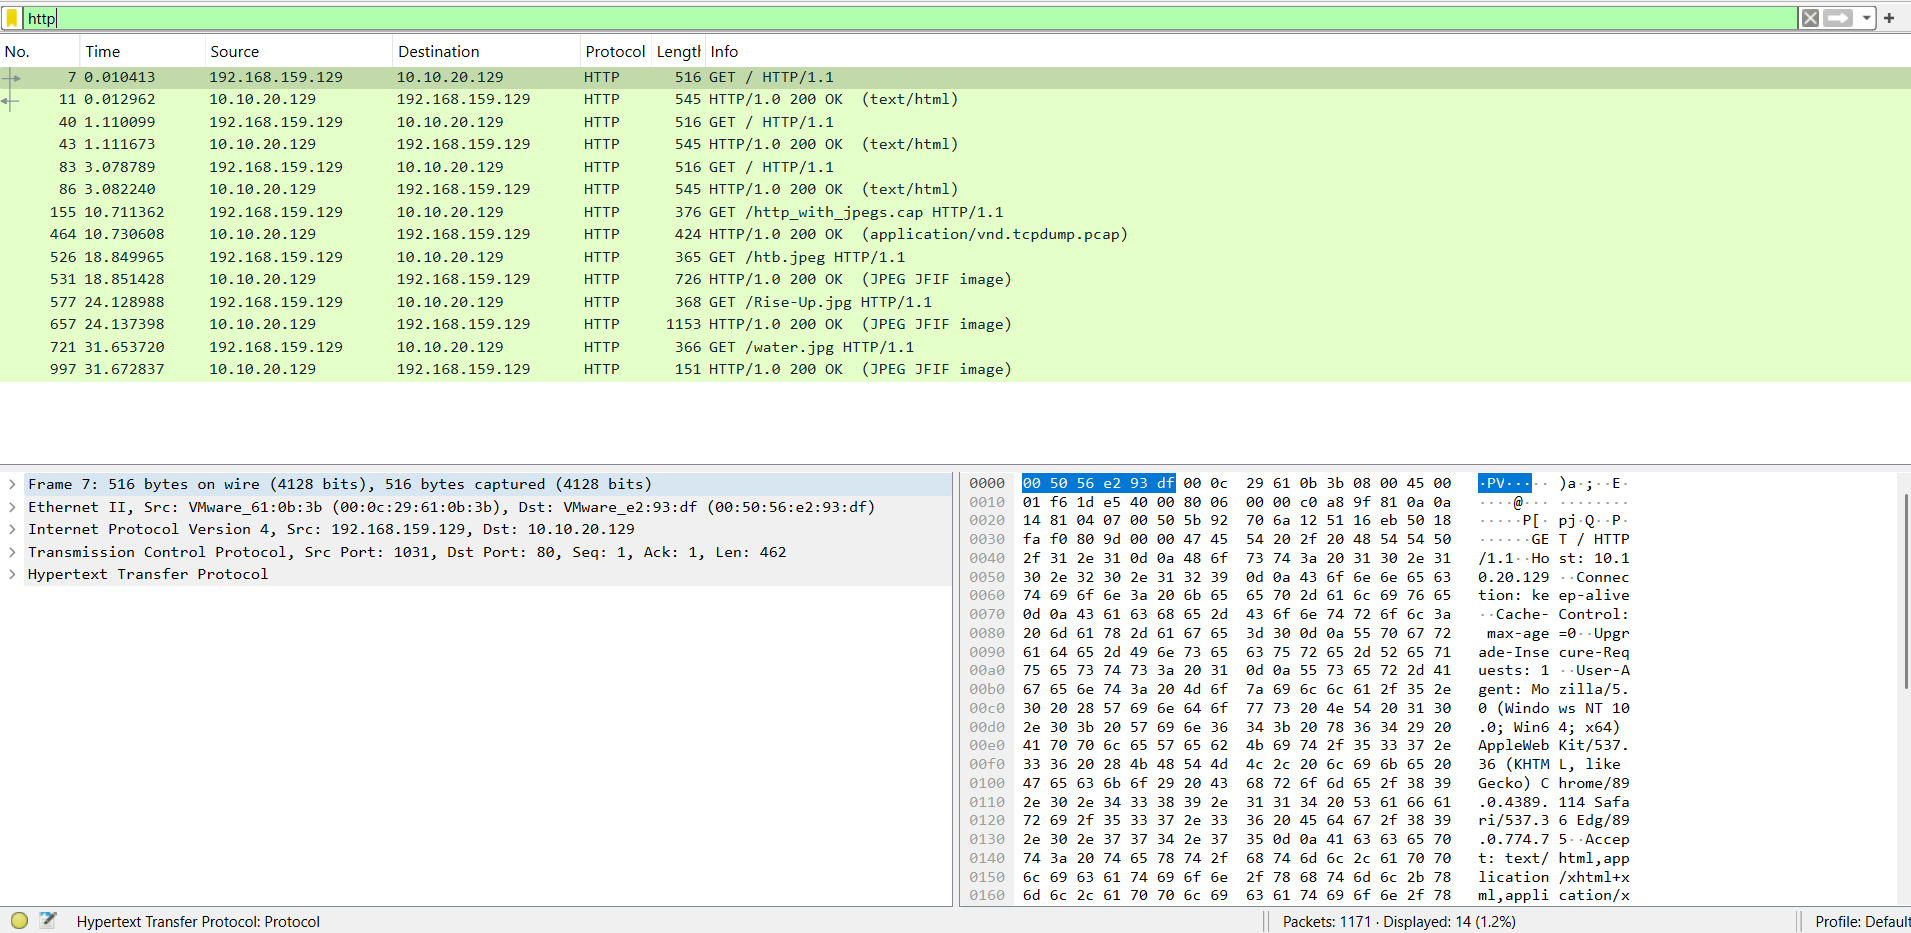 http
No. Time Source Destination Protocol Length Info
7 0.010413 192.168.159.129 10.10.20.129 HTTP 516 GET / HTTP/1.1
11 0.012962 10.10.20.129 192.168.159.129 HTTP 545 HTTP/1.0 200 OK (text/html)
40 1.110099 192.168.159.129 10.10.20.129 HTTP 516 GET / HTTP/1.1
43 1.111673 10.10.20.129 192.168.159.129 HTTP 545 HTTP/1.0 200 OK (text/html)
83 3.078789 192.168.159.129 10.10.20.129 HTTP 516 GET / HTTP/1.1
86 3.082240 10.10.20.129 192.168.159.129 HTTP 545 HTTP/1.0 200 OK (text/html)
155 10.711362 192.168.159.129 10.10.20.129 HTTP 376 GET /http_with_jpegs.cap HTTP/1.1
464 10.730608 10.10.20.129 192.168.159.129 HTTP 424 HTTP/1.0 200 OK (application/vnd.tcpdump.pcap)
526 18.849965 192.168.159.129 10.10.20.129 HTTP 365 GET /htb.jpeg HTTP/1.1
531 18.851428 10.10.20.129 192.168.159.129 HTTP 726 HTTP/1.0 200 OK (JPEG JFIF image)
577 24.128988 192.168.159.129 10.10.20.129 HTTP 368 GET /Rise-Up.jpg HTTP/1.1
657 24.137398 10.10.20.129 192.168.159.129 HTTP 1153 HTTP/1.0 200 OK (JPEG JFIF image)
721 31.653720 192.168.159.129 10.10.20.129 HTTP 366 GET /water.jpg HTTP/1.1
997 31.672837 10.10.20.129 192.168.159.129 HTTP 151 HTTP/1.0 200 OK (JPEG JFIF image)
Frame 7: 516 bytes on wire (4128 bits), 516 bytes captured (4128 bits)
Ethernet II, Src: VMware_61:0b:3b (00:0c:29:61:0b:3b), Dst: VMware_e2:93:df (00:50:56:e2:93:df)
Internet Protocol Version 4, Src: 192.168.159.129, Dst: 10.10.20.129
Transmission Control Protocol, Src Port: 1031, Dst Port: 80, Seq: 1, Ack: 1, Len: 462
Hypertext Transfer Protocol
0000 00 50 56 e2 93 df 00 0c 29 61 0b 3b 08 00 45 00 ·PV····· )a·;··E·
0010 01 f6 1d e5 40 00 80 06 00 00 c0 a8 9f 81 0a 0a ····@··· ········
0020 14 81 04 07 00 50 5b 92 70 6a 12 51 16 eb 50 18 ·····P[· pj·Q··P·
0030 fa f0 80 9d 00 00 47 45 54 20 2f 20 48 54 54 50 ······GE T / HTTP
0040 2f 31 2e 31 0d 0a 48 6f 73 74 3a 20 31 30 2e 31 /1.1··Ho st: 10.1
0050 30 2e 32 30 2e 31 32 39 0d 0a 43 6f 6e 6e 65 63 0.20.129 ··Connec
0060 74 69 6f 6e 3a 20 6b 65 65 70 2d 61 6c 69 76 65 tion: ke ep-alive
0070 0d 0a 43 61 63 68 65 2d 43 6f 6e 74 72 6f 6c 3a ··Cache- Control:
0080 20 6d 61 78 2d 61 67 65 3d 30 0d 0a 55 70 67 72 max-age =0··Upgr
0090 61 64 65 2d 49 6e 73 65 63 75 72 65 2d 52 65 71 ade-Inse cure-Req
00a0 75 65 73 74 73 3a 20 31 0d 0a 55 73 65 72 2d 41 uests: 1 ··User-A
00b0 67 65 6e 74 3a 20 4d 6f 7a 69 6c 6c 61 2f 35 2e gent: Mo zilla/5.
00c0 30 20 28 57 69 6e 64 6f 77 73 20 4e 54 20 31 30 0 (Windo ws NT 10
00d0 2e 30 3b 20 57 69 6e 36 34 3b 20 78 36 34 29 20 .0; Win6 4; x64)
00e0 41 70 70 6c 65 57 65 62 4b 69 74 2f 35 33 37 2e AppleWeb Kit/537.
00f0 33 36 20 28 4b 48 54 4d 4c 2c 20 6c 69 6b 65 20 36 (KHTM L, like
0100 47 65 63 6b 6f 29 20 43 68 72 6f 6d 65 2f 38 39 Gecko) C hrome/89
0110 2e 30 2e 34 33 38 39 2e 31 31 34 20 53 61 66 61 .0.4389. 114 Safa
0120 72 69 2f 35 33 37 2e 33 36 20 45 64 67 2f 38 39 ri/537.3 6 Edg/89
0130 2e 30 2e 37 37 34 2e 37 35 0d 0a 41 63 63 65 70 .0.774.7 5··Accep
0140 74 3a 20 74 65 78 74 2f 68 74 6d 6c 2c 61 70 70 t: text/ html,app
0150 6c 69 63 61 74 69 6f 6e 2f 78 68 74 6d 6c 2b 78 lication /xhtml+x
0160 6d 6c 2c 61 70 70 6c 69 63 61 74 69 6f 6e 2f 78 ml,appli cation/x
Hypertext Transfer Protocol: Protocol Packets: 1171 · Displayed: 14 (1.2%) Profile: Default